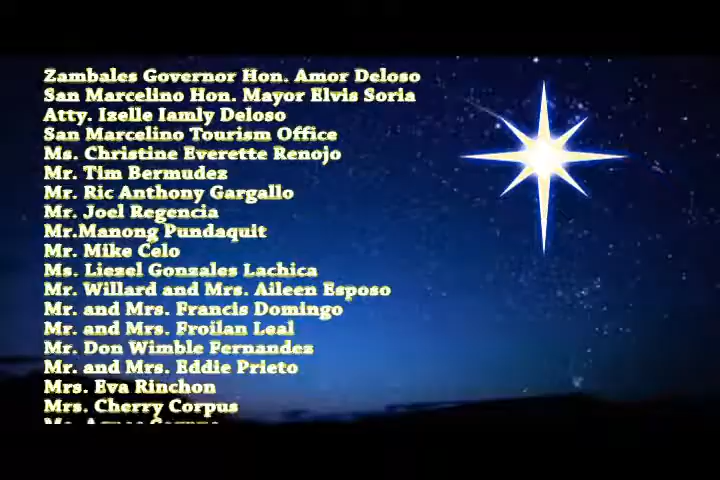 Zambales Governor Hon. Amor Deloso
San Marcelino Hon. Mayor Elvis Soria
Atty. Izelle Iamly Deloso
San Marcelino Tourism Office
Ms. Christine Everette Renojo
Mr. Tim Bermudez
Mr. Ric Anthony Gargallo
Mr. Joel Regencia
Mr.Manong Pundaquit
Mr. Mike Celo
Ms. Liezel Gonzales Lachica
Mr. Willard and Mrs. Aileen Esposo
Mr. and Mrs. Francis Domingo
Mr. and Mrs. Froilan Leal
Mr. Don Wimble Fernandez
Mr. and Mrs. Eddie Prieto
Mrs. Eva Rinchon
Mrs. Cherry Corpus